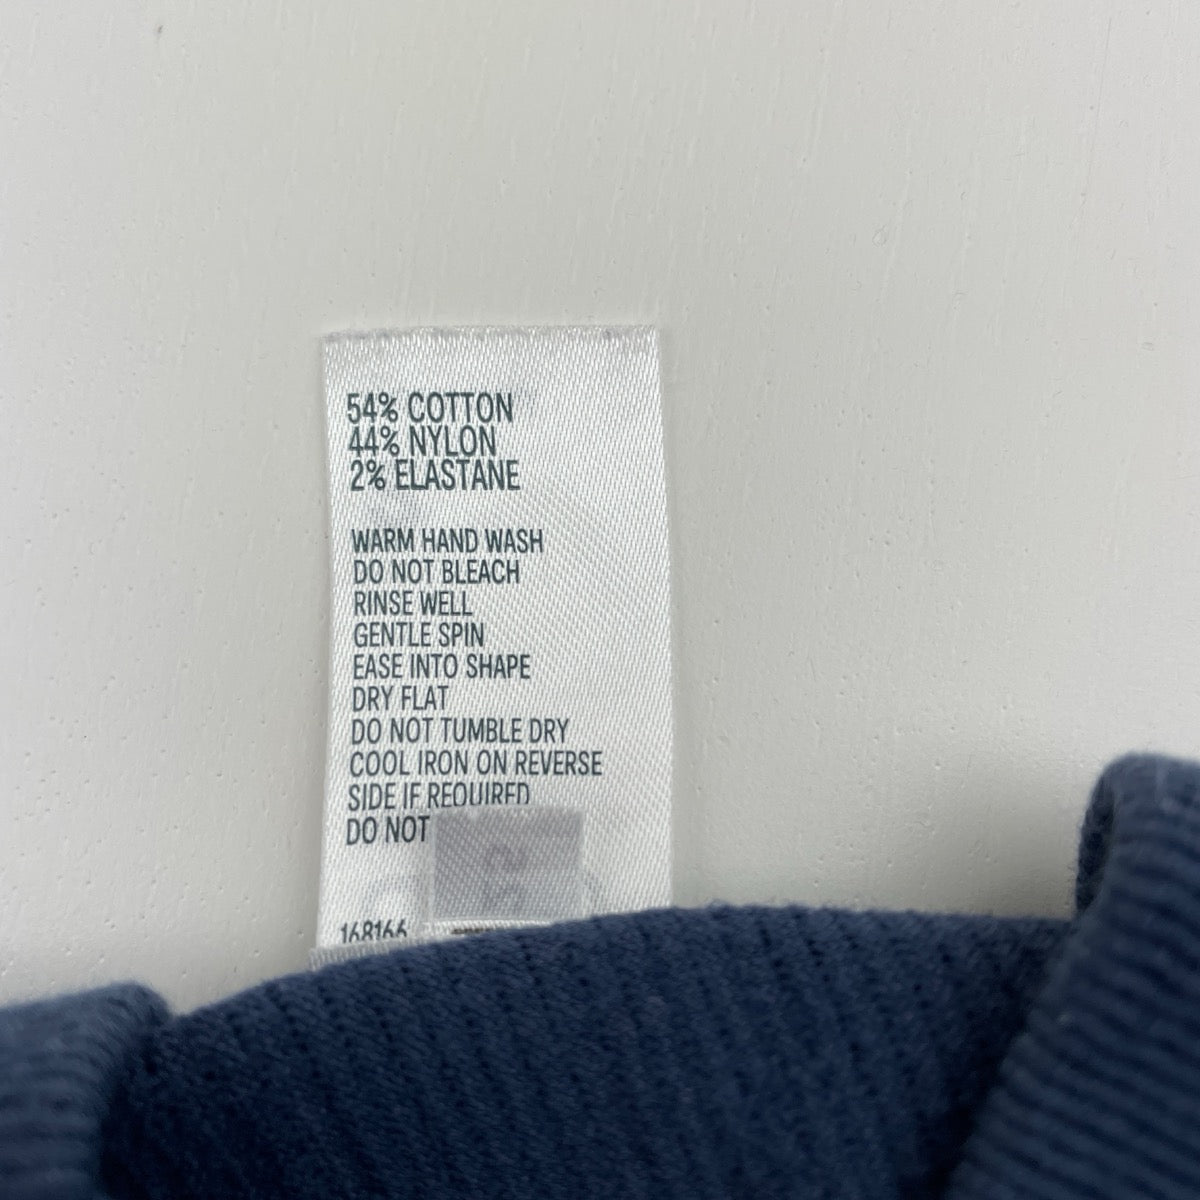 54% COTTON
44% NYLON
2% ELASTANE
WARM HAND WASH
DO NOT BLEACH
RINSE WELL
GENTLE SPIN
EASE INTO SHAPE
DRY FLAT
DO NOT TUMBLE DRY
COOL IRON ON REVERSE
SIDE IF REQUIRED
DO NOT
168166